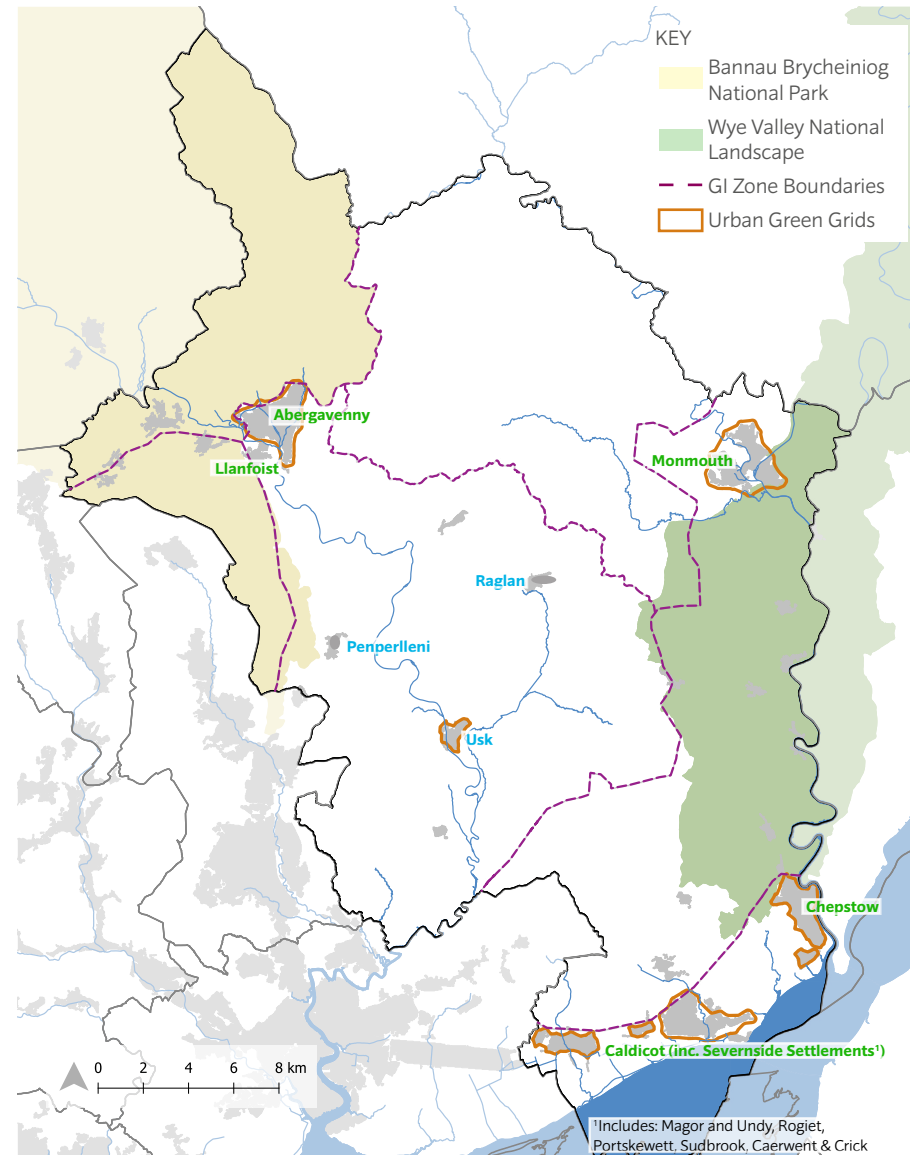 KEY
Bannau Brycheiniog
National Park
Wye Valley National
Landscape
GI Zone Boundaries
Urban Green Grids
Abergavenny
Llanfoist
Monmouth
Raglan
Penperlleni
Usk
Chepstow
Caldicot (inc. Severnside Settlements¹)
0 2 4 6 8 km
¹Includes: Magor and Undy, Rogiet,
Portskewett, Sudbrook, Caerwent & Crick